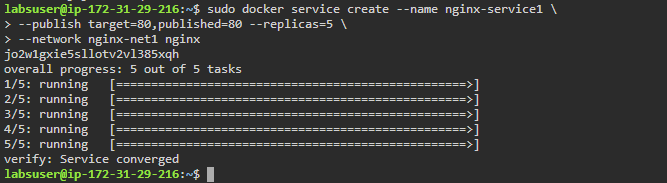 labsuser@ip-172-31-29-216:~$ sudo docker service create --name nginx-service1 \
> --publish target=80,published=80 --replicas=5 \
> --network nginx-net1 nginx
jo2w1gxie5sllotv2vl385xqh
overall progress: 5 out of 5 tasks
1/5: running   [==================================================>]
2/5: running   [==================================================>]
3/5: running   [==================================================>]
4/5: running   [==================================================>]
5/5: running   [==================================================>]
verify: Service converged
labsuser@ip-172-31-29-216:~$